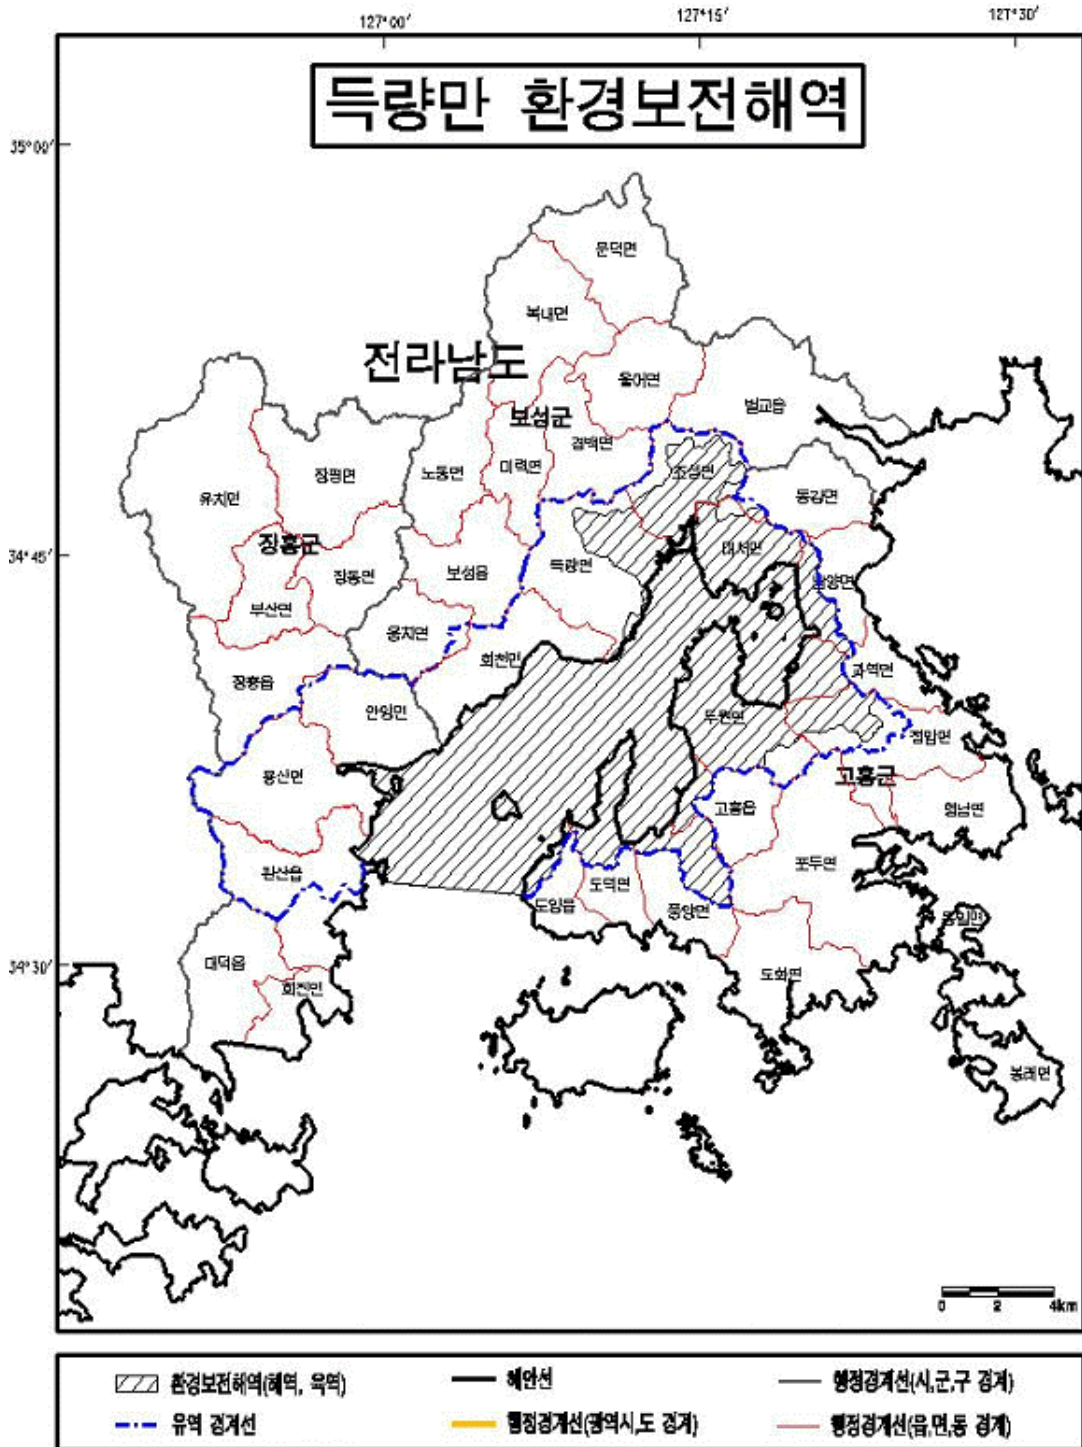 127°00′ 127°15′ 127°30′
득량만 환경보전해역
35°00′
문덕면
복내면
전라남도
율어면
벌교읍
보성군
겸백면
장평면 노동면 미력면 조성면
유치면 동강면
장흥군
34°45′
장동면 보성읍 득량면 대서면
남양면
부산면
웅치면
회천면
장흥읍 과역면
안양면 두원면
점암면
용산면 고흥군
고흥읍 영남면
관산읍 포두면
도덕면
도양읍 풍양면
동일면
34°30′
대덕읍 도화면
회진면
봉래면
0 2 4km
환경보전해역(해역, 육역) 해안선 행정경계선(시,군,구 경계)
유역 경계선 행정경계선(광역시,도 경계) 행정경계선(읍,면,동 경계)